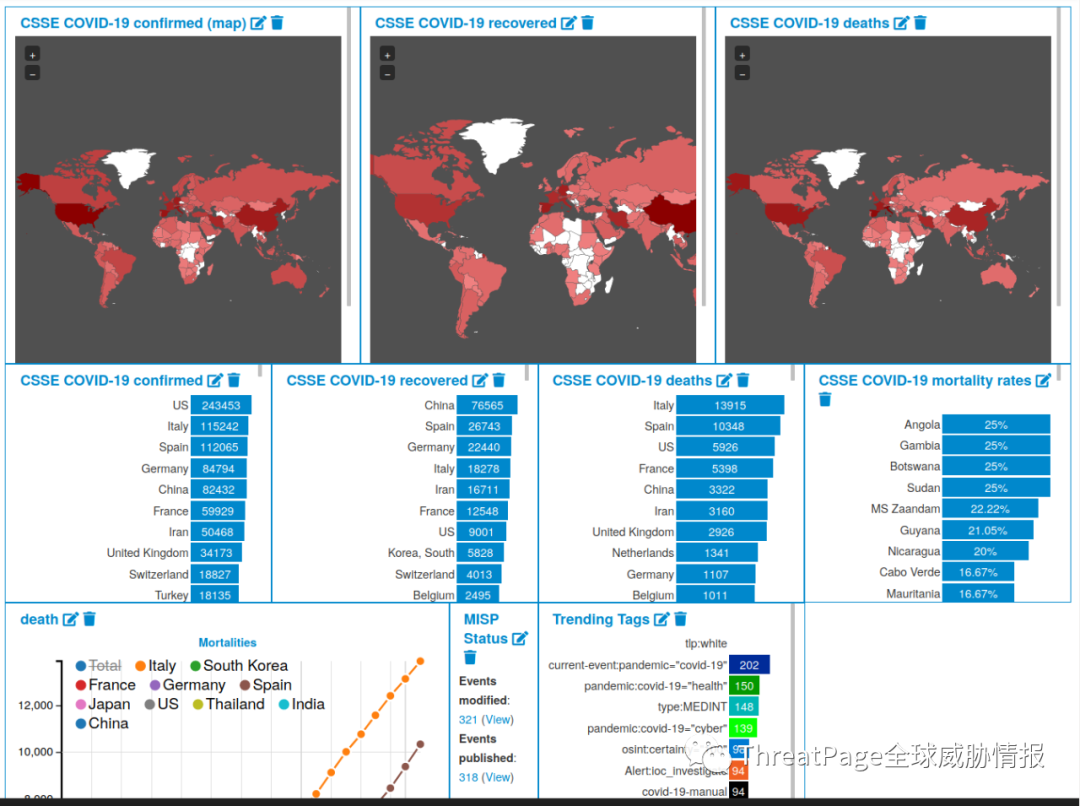 CSSE COVID-19 confirmed (map)
CSSE COVID-19 recovered
CSSE COVID-19 deaths
+
−
+
−
+
−
CSSE COVID-19 confirmed
US 243453
Italy 115242
Spain 112065
Germany 84794
China 82432
France 59929
Iran 50468
United Kingdom 34173
Switzerland 18827
Turkey 18135
CSSE COVID-19 recovered
China 76565
Spain 26743
Germany 22440
Italy 18278
Iran 16711
France 12548
US 9001
Korea, South 5828
Switzerland 4013
Belgium 2495
CSSE COVID-19 deaths
Italy 13915
Spain 10348
US 5926
France 5398
China 3322
Iran 3160
United Kingdom 2926
Netherlands 1341
Germany 1107
Belgium 1011
CSSE COVID-19 mortality rates
Angola 25%
Gambia 25%
Botswana 25%
Sudan 25%
MS Zaandam 22.22%
Guyana 21.05%
Nicaragua 20%
Cabo Verde 16.67%
Mauritania 16.67%
death
Mortalities
Total Italy South Korea
France Germany Spain
Japan US Thailand India
China
12,000
10,000
8,000
MISP
Status
Events
modified:
321 (View)
Events
published:
318 (View)
Trending Tags
tlp:white
current-event:pandemic="covid-19" 202
pandemic:covid-19="health" 150
type:MEDINT 148
pandemic:covid-19="cyber" 139
Alert:ioc_investigate 94
covid-19-manual 94
ThreatPage全球威胁情报